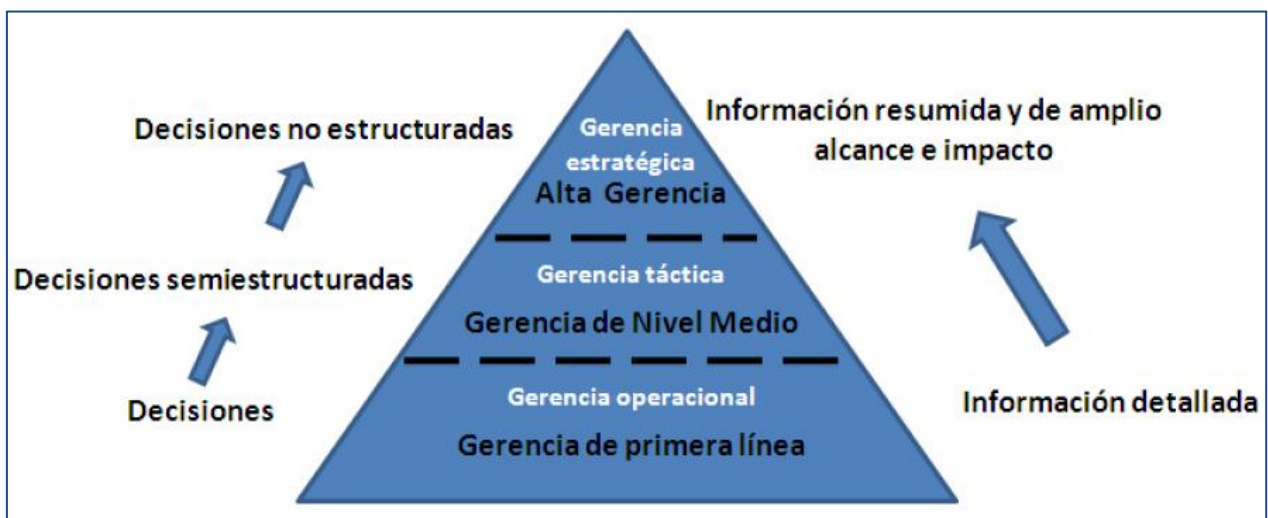 Decisiones no estructuradas
Decisiones semiestructuradas
Decisiones
Gerencia
estratégica
Alta Gerencia
Gerencia táctica
Gerencia de Nivel Medio
Gerencia operacional
Gerencia de primera línea
Información resumida y de amplio
alcance e impacto
Información detallada